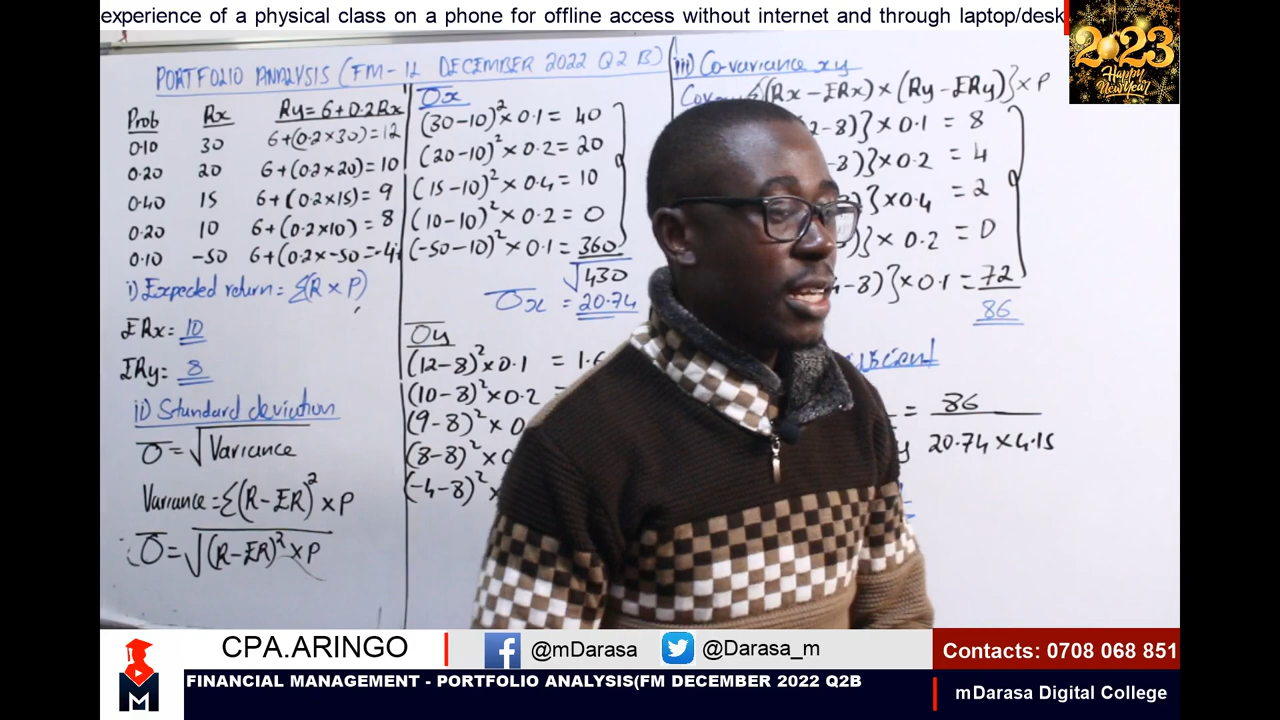 experience of a physical class on a phone for offline access without internet and through laptop/desk
2023
Happy
New Year
PORTFOLIO ANALYSIS (FM-12 DECEMBER 2022 Q2 B)
Prob Rx Ry = 6+0.2Rx
0.10 30 6+(0.2×30)=12
0.20 20 6+(0.2×20)=10
0.40 15 6+(0.2×15)=9
0.20 10 6+(0.2×10)=8
0.10 -50 6+(0.2×-50=-4
i) Expected return = Σ(R × P)
ERx = 10
ERy = 8
ii) Standard deviation
σ = √Variance
Variance = Σ(R-ER)² × P
∴ σ = √(R-ER)² × P
σx
(30-10)² × 0.1 = 40
(20-10)² × 0.2 = 20
(15-10)² × 0.4 = 10
(10-10)² × 0.2 = 0
(-50-10)² × 0.1 = 360
√430
σx = 20.74
σy
(12-8)² × 0.1 = 1.6
(10-8)² × 0.2 =
(9-8)² × 0
(8-8)² × 0
(-4-8)² ×
iii) Co-variance xy
(Rx-ERx) × (Ry-ERy)} × P
2-8)} × 0.1 = 8
-8)} × 0.2 = 4
} × 0.4 = 2
)} × 0.2 = 0
-8)} × 0.1 = 72
86
= 86
20.74 × 4.15
CPA.ARINGO
@mDarasa
@Darasa_m
Contacts: 0708 068 851
M
FINANCIAL MANAGEMENT - PORTFOLIO ANALYSIS(FM DECEMBER 2022 Q2B
mDarasa Digital College